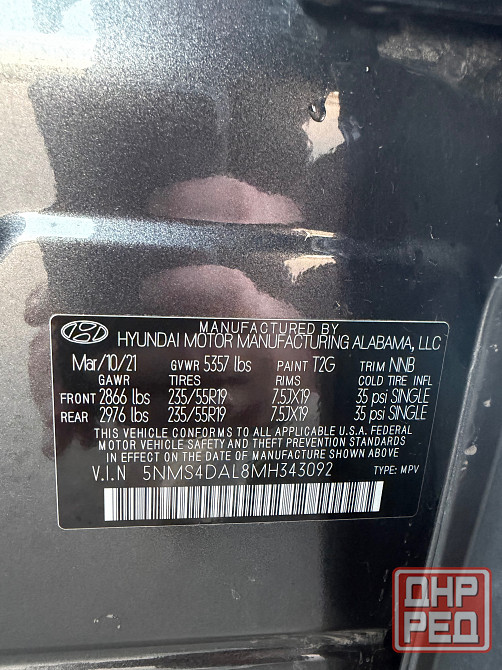 MANUFACTURED BY
HYUNDAI MOTOR MANUFACTURING ALABAMA, LLC
Mar/10/21 GVWR 5357 lbs PAINT T2G TRIM NNB
GAWR TIRES RIMS COLD TIRE INFL
FRONT 2866 lbs 235/55R19 7.5JX19 35 psi SINGLE
REAR 2976 lbs 235/55R19 7.5JX19 35 psi SINGLE
THIS VEHICLE CONFORMS TO ALL APPLICABLE U.S.A. FEDERAL
MOTOR VEHICLE SAFETY AND THEFT PREVENTION STANDARDS
IN EFFECT ON THE DATE OF MANUFACTURE SHOWN ABOVE
V.I.N 5NMS4DAL8MH343092 TYPE: MPV
ДНР
РЕД